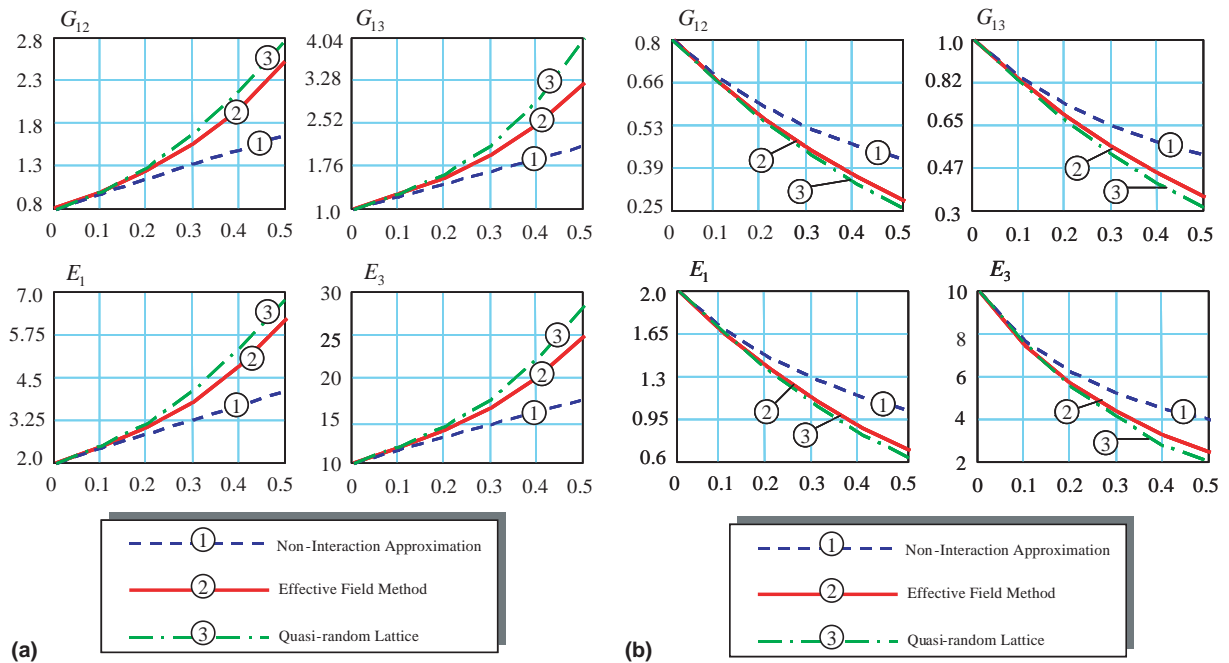 G12
2.8
2.3
1.8
1.3
0.8
0 0.1 0.2 0.3 0.4 0.5
3
2
1
G13
4.04
3.28
2.52
1.76
1.0
0 0.1 0.2 0.3 0.4 0.5
3
2
1
E1
7.0
5.75
4.5
3.25
2.0
0 0.1 0.2 0.3 0.4 0.5
3
2
1
E3
30
25
20
15
10
0 0.1 0.2 0.3 0.4 0.5
3
2
1
1 Non-Interaction Approximation
2 Effective Field Method
3 Quasi-random Lattice
(a)
G12
0.8
0.66
0.53
0.39
0.25
0 0.1 0.2 0.3 0.4 0.5
1
2
3
G13
1.0
0.82
0.65
0.47
0.3
0 0.1 0.2 0.3 0.4 0.5
1
2
3
E1
2.0
1.65
1.3
0.95
0.6
0 0.1 0.2 0.3 0.4 0.5
1
2
3
E3
10
8
6
4
2
0 0.1 0.2 0.3 0.4 0.5
1
2
3
1 Non-Interaction Approximation
2 Effective Field Method
3 Quasi-random Lattice
(b)